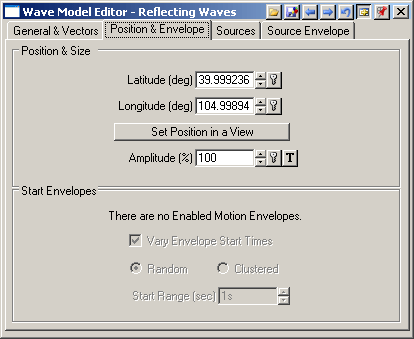 Wave Model Editor - Reflecting Waves
General & Vectors Position & Envelope Sources Source Envelope
Position & Size
Latitude (deg) 39.999236
Longitude (deg) 104.99894
Set Position in a View
Amplitude (%) 100 T
Start Envelopes
There are no Enabled Motion Envelopes.
Vary Envelope Start Times
Random Clustered
Start Range (sec) 1s